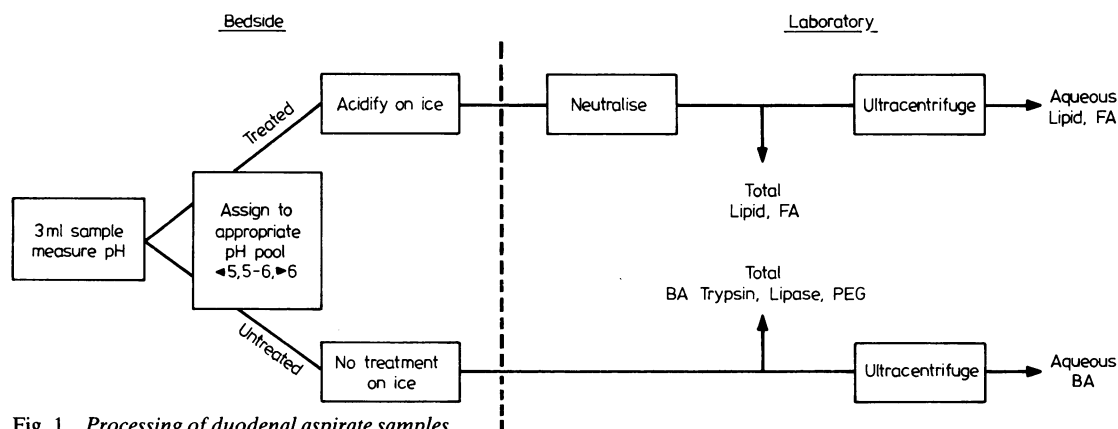 Bedside
Laboratory
Treated
Acidify on ice
Neutralise
Ultracentrifuge
Aqueous
Lipid, FA
Total
Lipid, FA
3ml sample
measure pH
Assign to
appropriate
pH pool
◄5,5-6,►6
Untreated
No treatment
on ice
Total
BA Trypsin, Lipase, PEG
Ultracentrifuge
Aqueous
BA
Fig. 1 Processing of duodenal aspirate samples